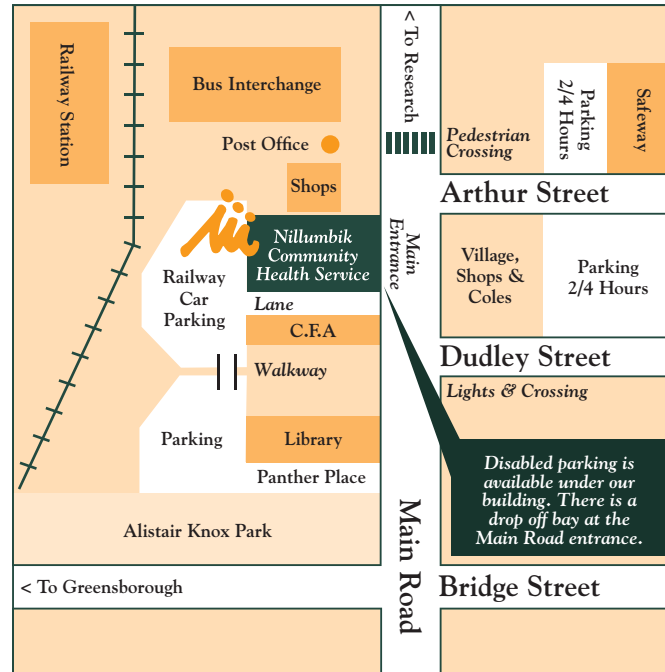 Railway Station
Bus Interchange
< To Research
Parking
2/4 Hours
Safeway
Post Office
Pedestrian
Crossing
Shops
Arthur Street
Nillumbik
Community
Health Service
Main
Entrance
Railway
Car
Parking
Village,
Shops &
Coles
Parking
2/4 Hours
Lane
C.F.A
Dudley Street
Walkway
Lights & Crossing
Parking
Library
Panther Place
Disabled parking is
available under our
building. There is a
drop off bay at the
Main Road entrance.
Main Road
Alistair Knox Park
< To Greensborough
Bridge Street